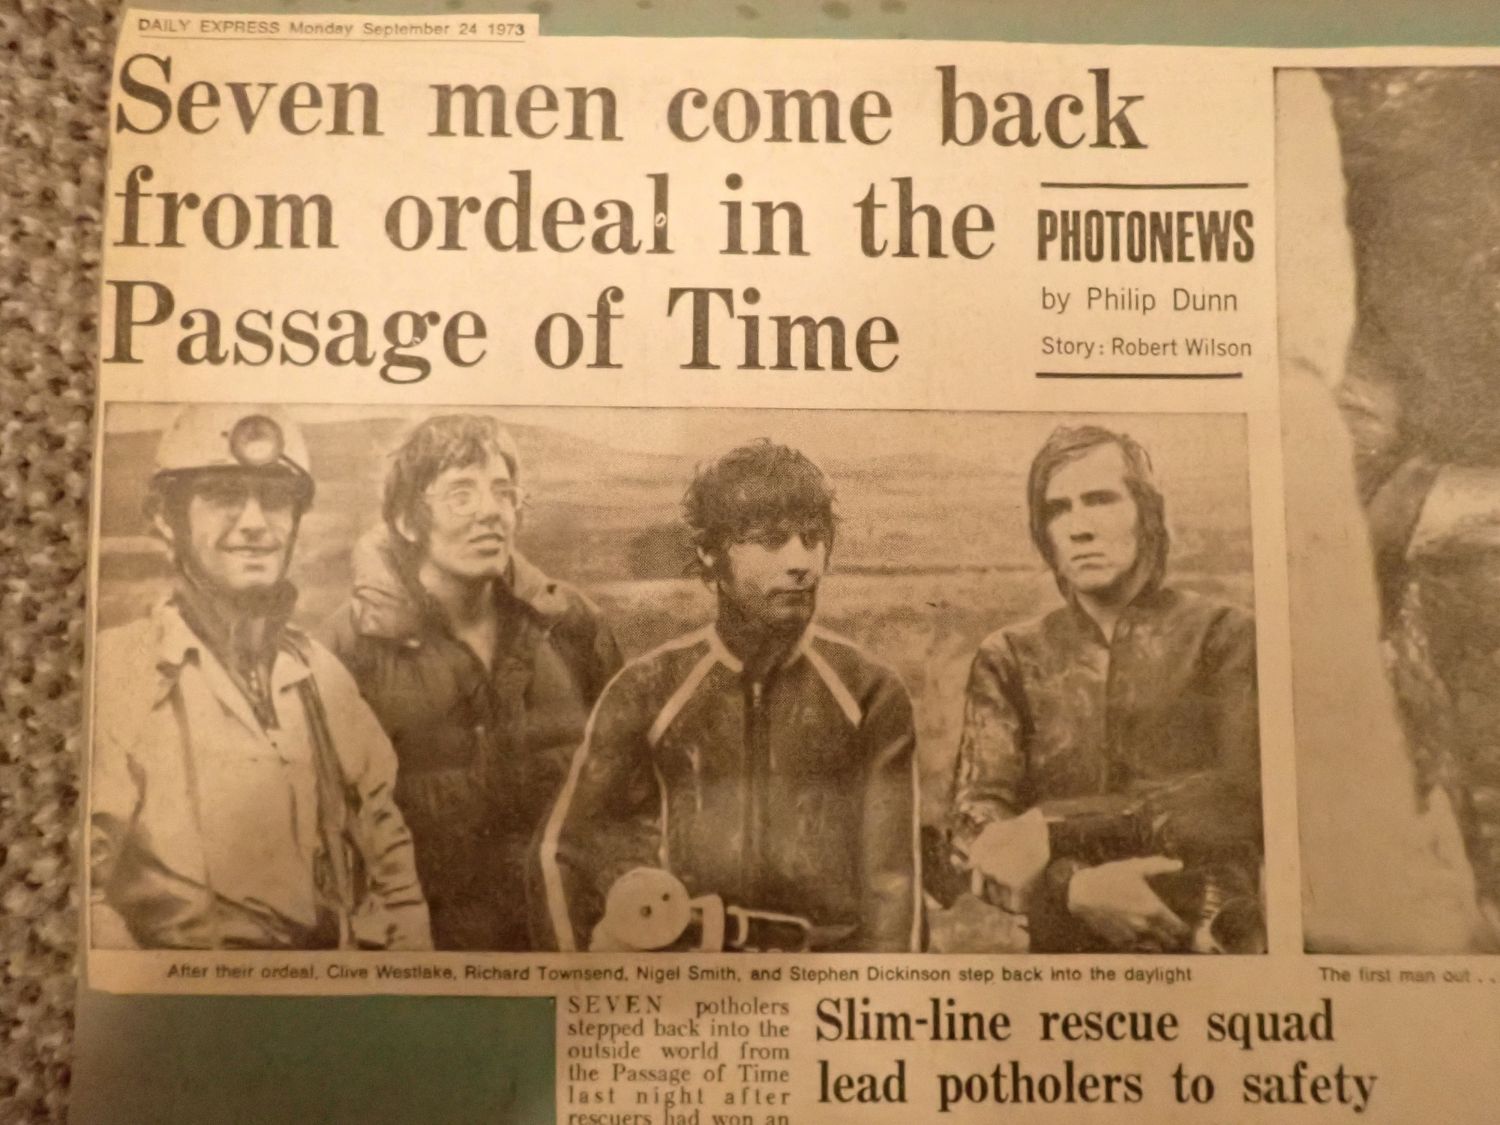 DAILY EXPRESS Monday September 24 1973
Seven men come back
from ordeal in the
Passage of Time
PHOTONEWS
by Philip Dunn
Story: Robert Wilson
After their ordeal, Clive Westlake, Richard Townsend, Nigel Smith, and Stephen Dickinson step back into the daylight
The first man out . . .
SEVEN potholers
stepped back into the
outside world from
the Passage of Time
last night after
rescuers had won an
Slim-line rescue squad
lead potholers to safety